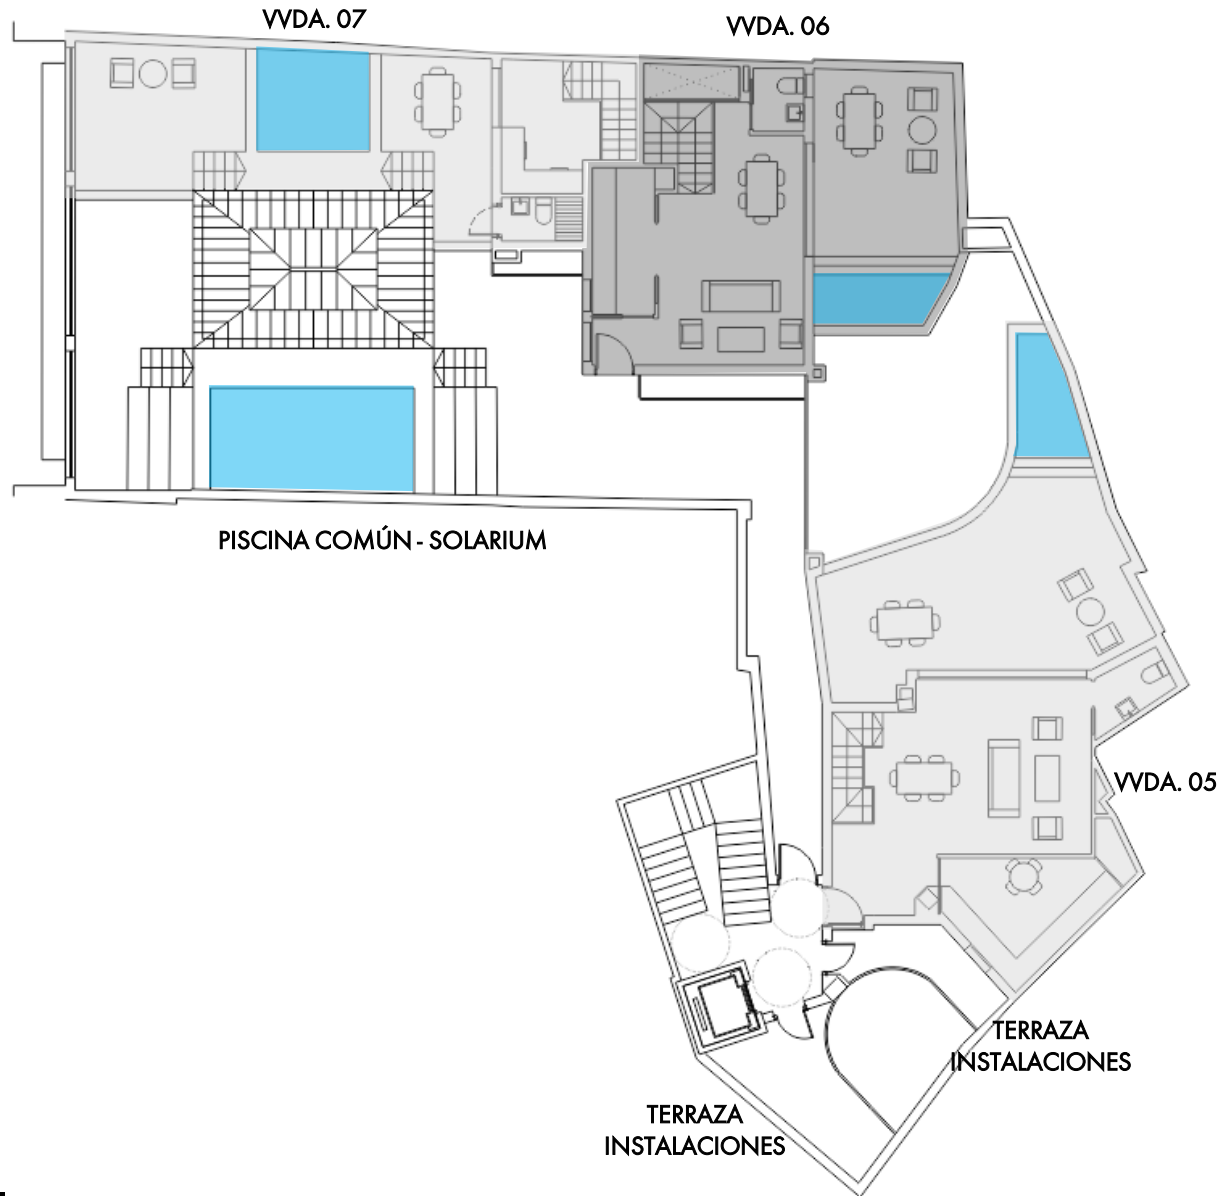 VVDA. 07
VVDA. 06
PISCINA COMÚN - SOLARIUM
VVDA. 05
TERRAZA
INSTALACIONES
TERRAZA
INSTALACIONES